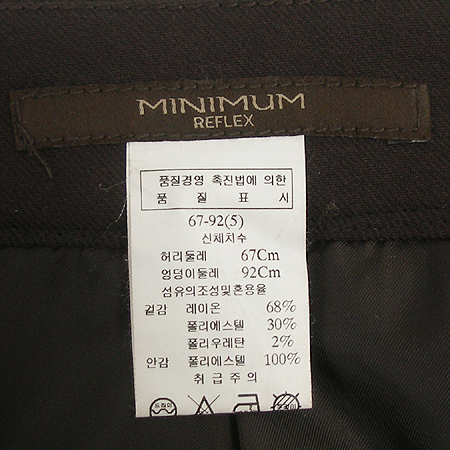 MINIMUM
REFLEX
품질경영 촉진법에 의한
품 질 표 시
67-92(5)
신체치수
허리둘레 67Cm
엉덩이둘레 92Cm
섬유의조성및혼용율
겉감 레이온 68%
폴리에스텔 30%
폴리우레탄 2%
안감 폴리에스텔 100%
취급주의
드라이